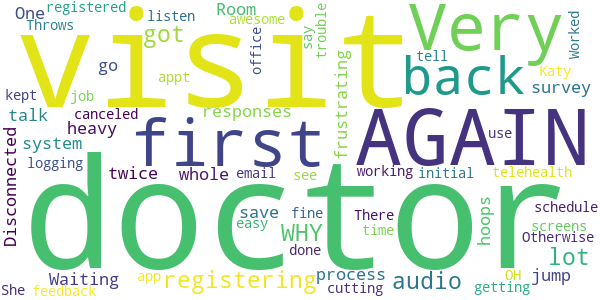 One
registered
Throws
listen
awesome
Room
say
trouble
visit
Very
Worked
got
office
go
appt
tell
back
Katy
survey
kept
job
canceled
responses
frustrating
talk
heavy
first
AGAIN
system
Disconnected
logging
twice
whole
email
see
working
initial
use
telehealth
doctor
save
fine
There
hoops
schedule
easy
WHY
time
screens
done
Otherwise
lot
Waiting
app
registering
process
audio
OH
jump
She
feedback
cutting
getting